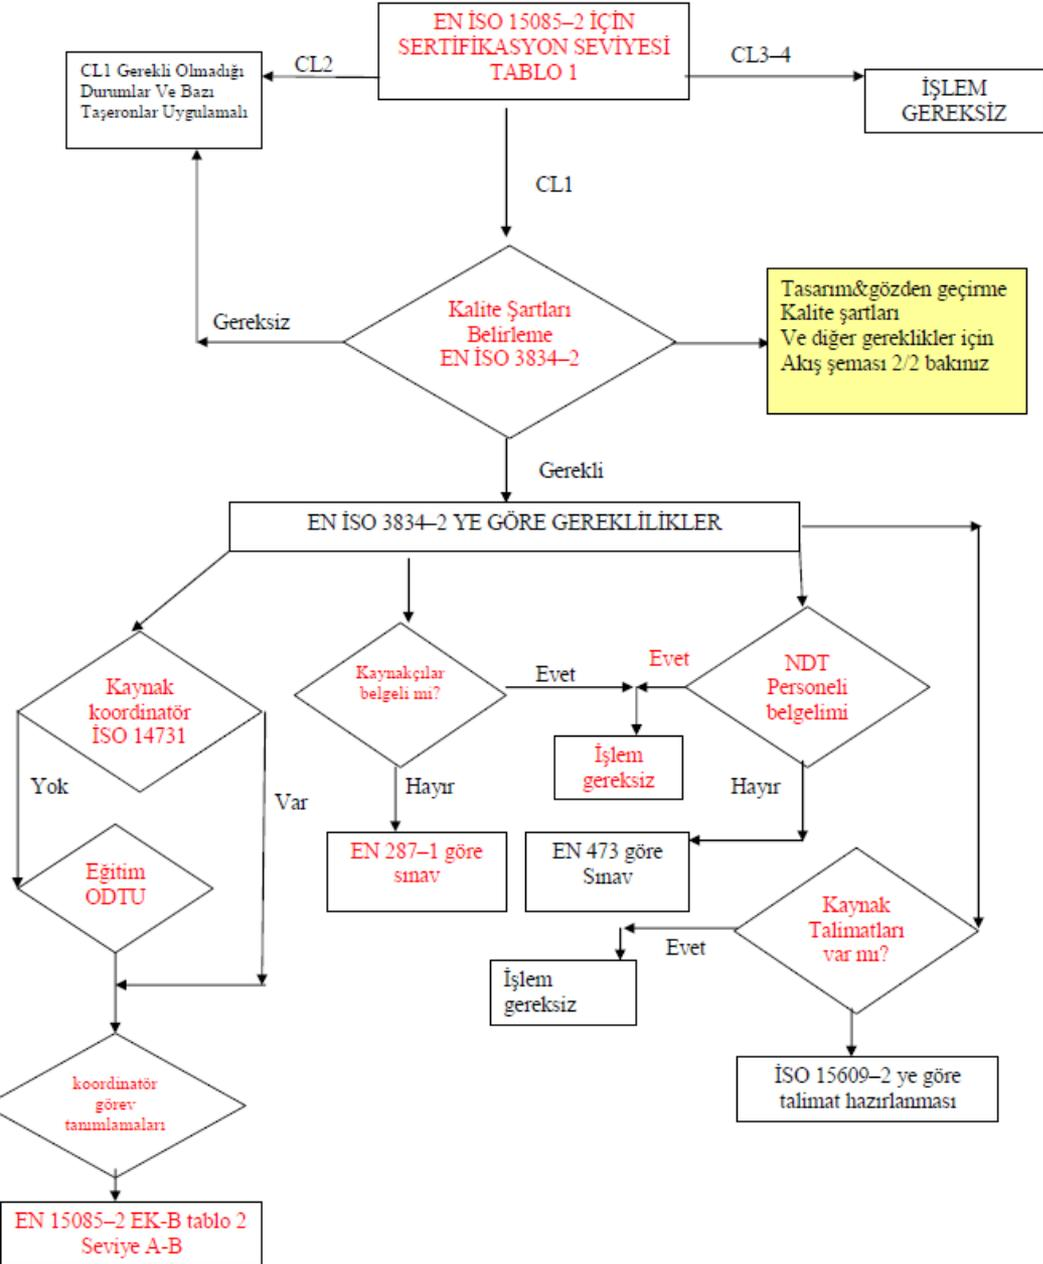 EN İSO 15085–2 İÇİN
SERTİFIKASYON SEVİYESİ
TABLO 1
CL2
CL3–4
CL1 Gerekli Olmadığı
Durumlar Ve Bazı
Taşeronlar Uygulamalı
İŞLEM
GEREKSİZ
CL1
Kalite Şartları
Belirleme
EN İSO 3834–2
Gereksiz
Tasarım&gözden geçirme
Kalite şartları
Ve diğer gereklikler için
Akış şeması 2/2 bakınız
Gerekli
EN İSO 3834–2 YE GÖRE GEREKLİLİKLER
Kaynak
koordinatör
İSO 14731
Kaynakçılar
belgeli mi?
Evet
Evet
NDT
Personeli
belgelimi
İşlem
gereksiz
Yok
Var
Hayır
Hayır
EN 287–1 göre
sınav
EN 473 göre
Sınav
Eğitim
ODTU
Kaynak
Talimatları
var mı?
Evet
İşlem
gereksiz
koordinatör
görev
tanımlamaları
İSO 15609–2 ye göre
talimat hazırlanması
EN 15085–2 EK-B tablo 2
Seviye A-B